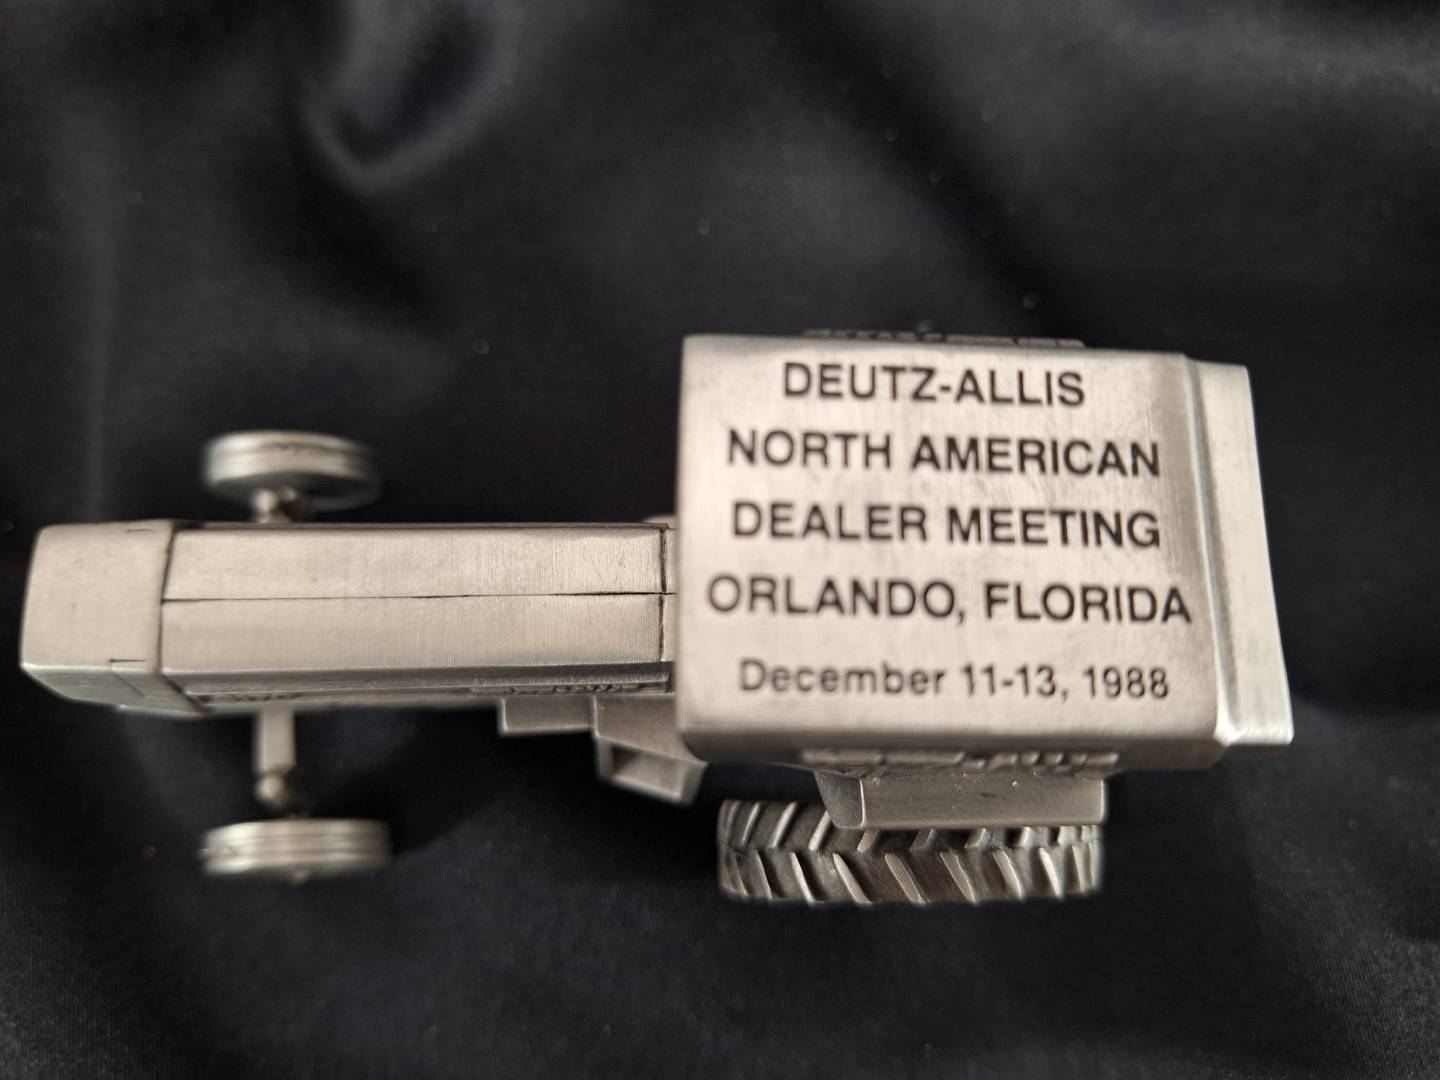 DEUTZ-ALLIS
NORTH AMERICAN
DEALER MEETING
ORLANDO, FLORIDA
December 11-13, 1988